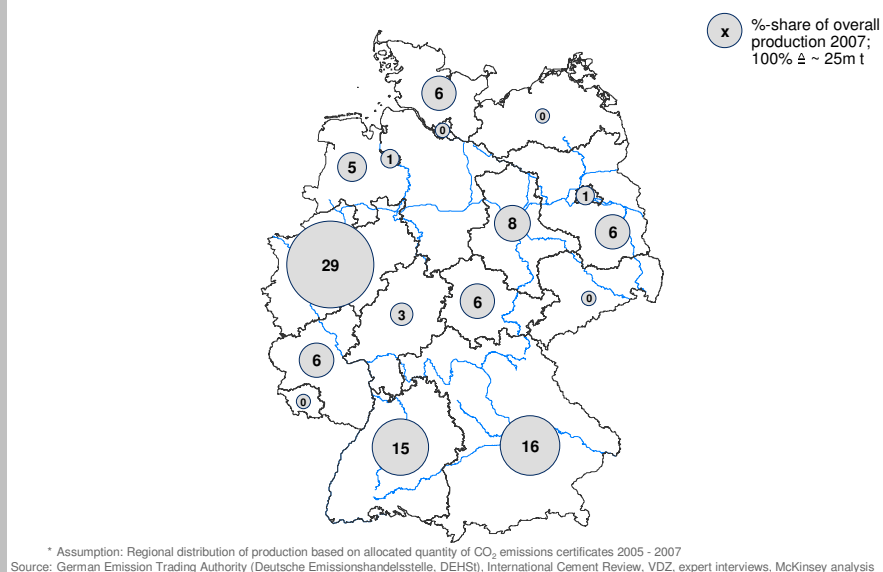 x
%-share of overall
production 2007;
100% ≙ ~ 25m t
6
0
0
1
5
1
8
6
29
0
6
3
6
0
15
16
* Assumption: Regional distribution of production based on allocated quantity of CO₂ emissions certificates 2005 - 2007
Source: German Emission Trading Authority (Deutsche Emissionshandelsstelle, DEHSt), International Cement Review, VDZ, expert interviews, McKinsey analysis